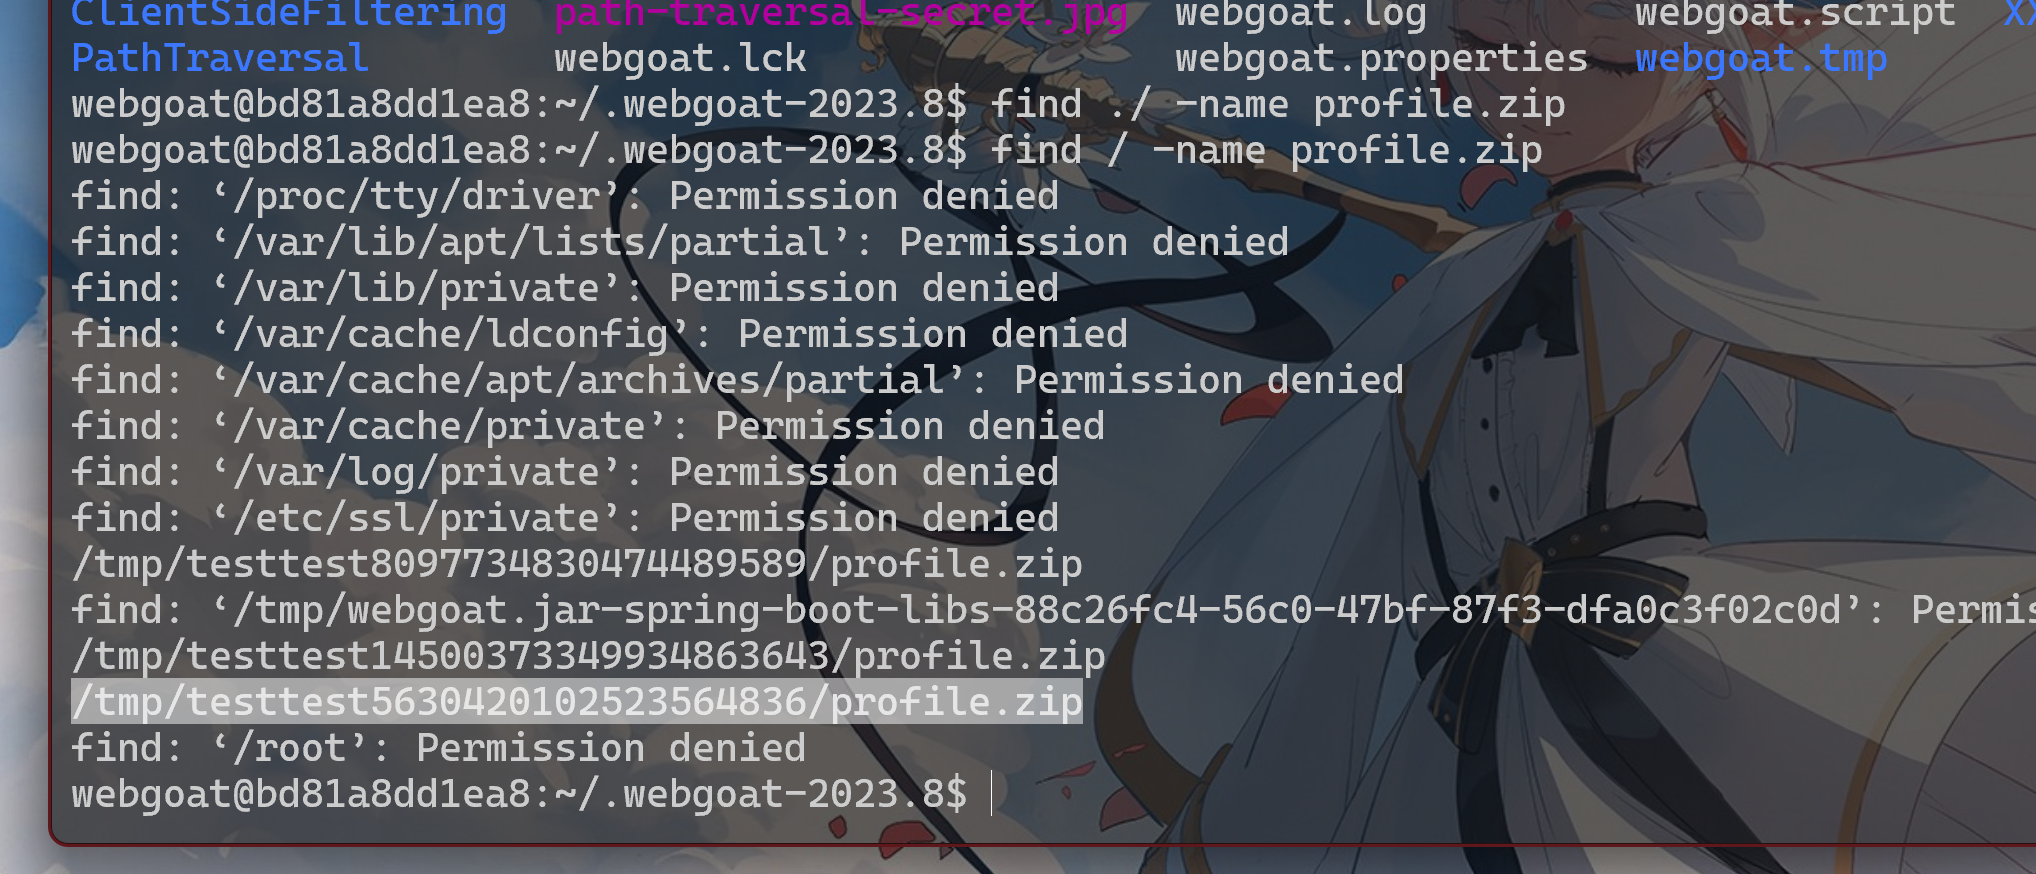 ClientSideFiltering path-traversal-secret.jpg webgoat.log webgoat.script
PathTraversal webgoat.lck webgoat.properties webgoat.tmp
webgoat@bd81a8dd1ea8:~/.webgoat-2023.8$ find ./ -name profile.zip
webgoat@bd81a8dd1ea8:~/.webgoat-2023.8$ find / -name profile.zip
find: ‘/proc/tty/driver’: Permission denied
find: ‘/var/lib/apt/lists/partial’: Permission denied
find: ‘/var/lib/private’: Permission denied
find: ‘/var/cache/ldconfig’: Permission denied
find: ‘/var/cache/apt/archives/partial’: Permission denied
find: ‘/var/cache/private’: Permission denied
find: ‘/var/log/private’: Permission denied
find: ‘/etc/ssl/private’: Permission denied
/tmp/testtest8097734830474489589/profile.zip
find: ‘/tmp/webgoat.jar-spring-boot-libs-88c26fc4-56c0-47bf-87f3-dfa0c3f02c0d’: Permis
/tmp/testtest14500373349934863643/profile.zip
/tmp/testtest5630420102523564836/profile.zip
find: ‘/root’: Permission denied
webgoat@bd81a8dd1ea8:~/.webgoat-2023.8$